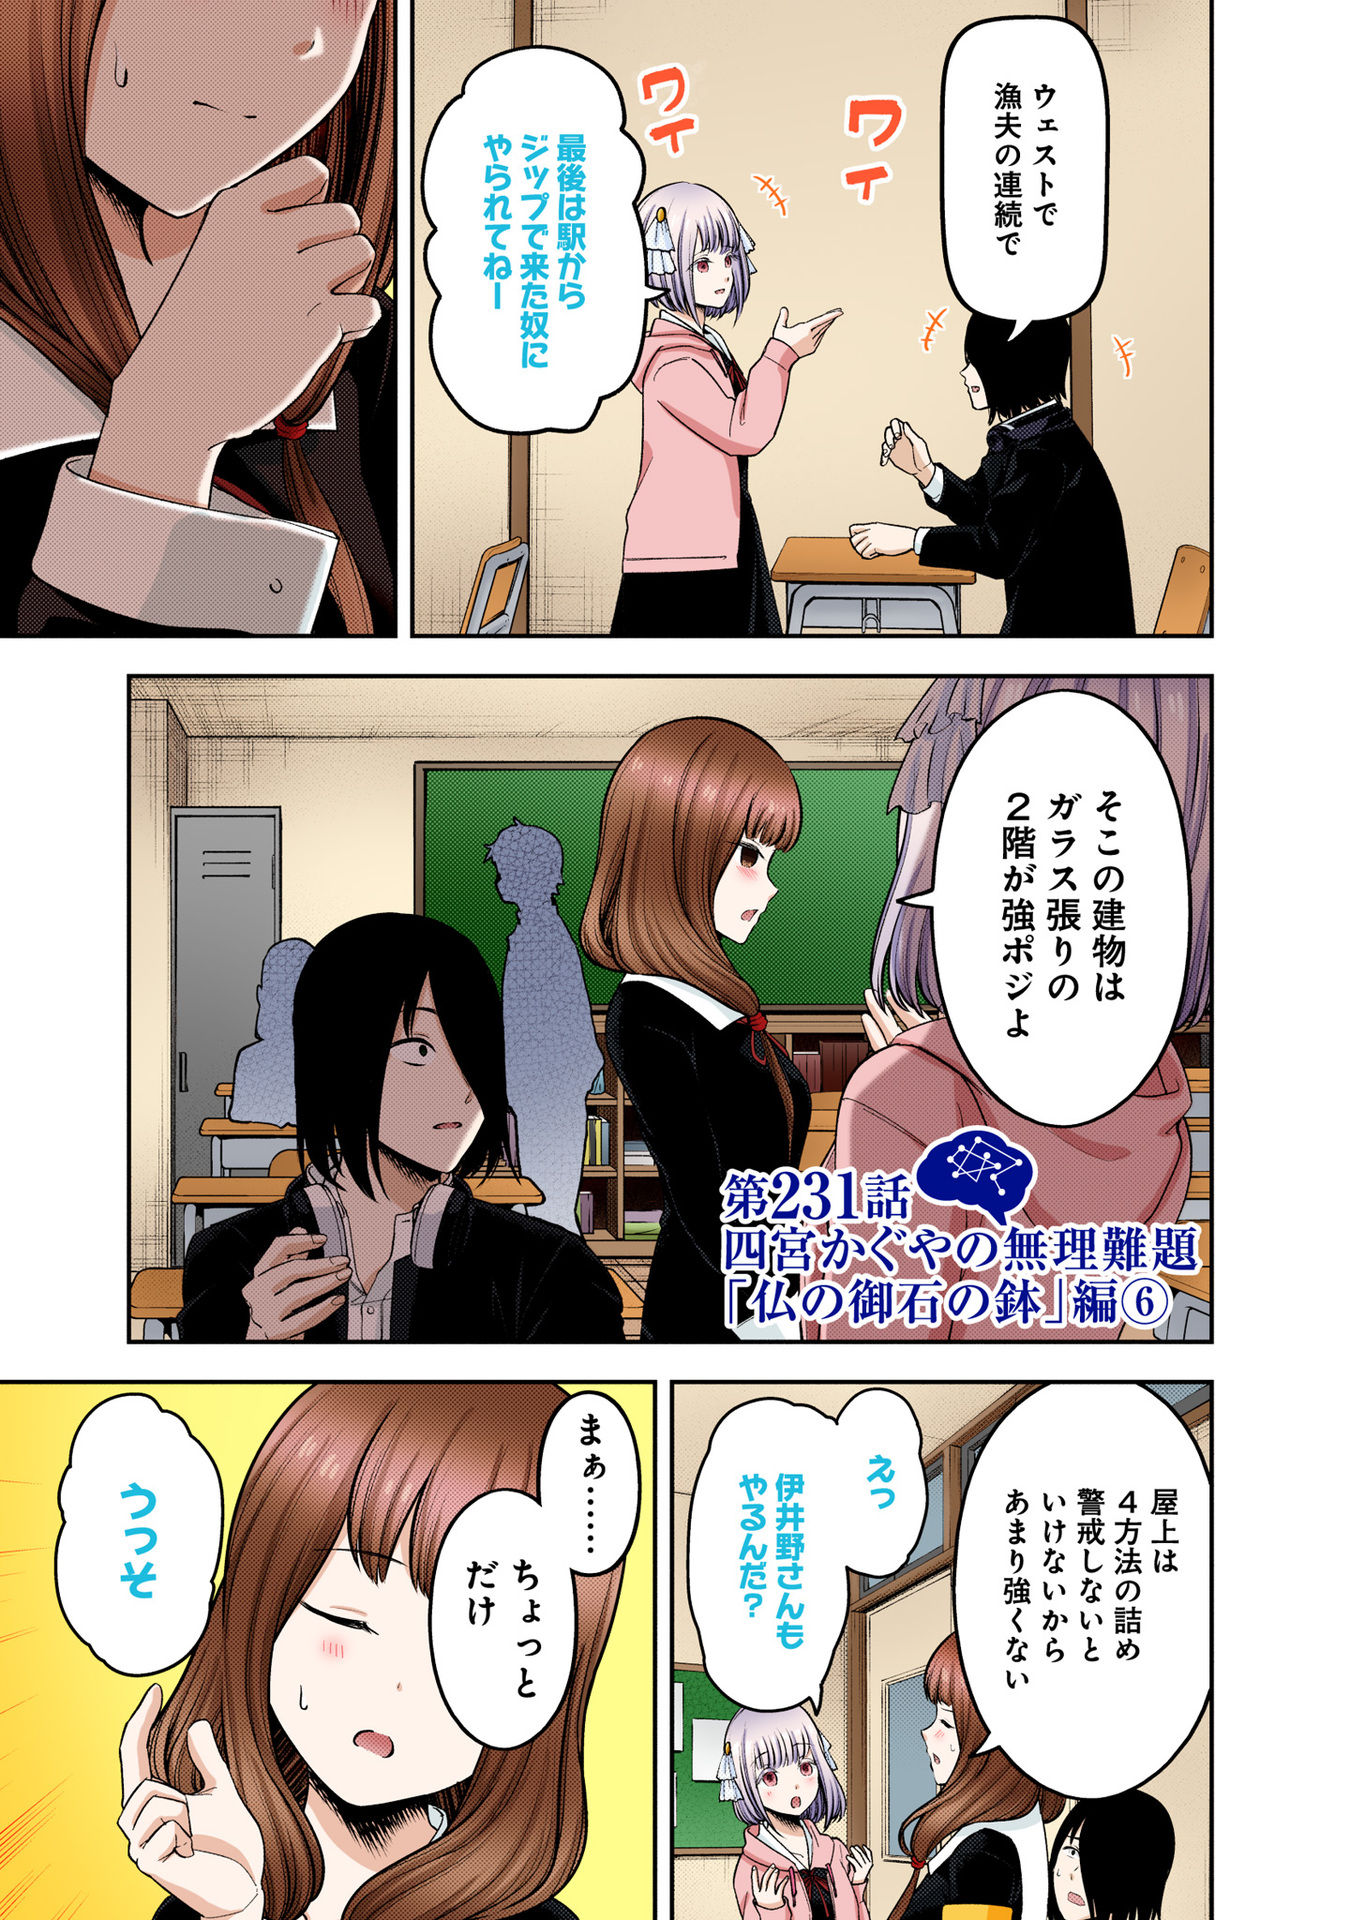 ウェストで
漁夫の連続で
ワイ
ワイ
最後は駅から
ジップで来た奴に
やられてねー
そこの建物は
ガラス張りの
2階が強ポジよ
第231話
四宮かぐやの無理難題
「仏の御石の鉢」編⑥
屋上は
4方法の詰め
警戒しないと
いけないから
あまり強くない
えっ
伊井野さんも
やるんだ?
まぁ……
ちょっと
だけ
うっそ